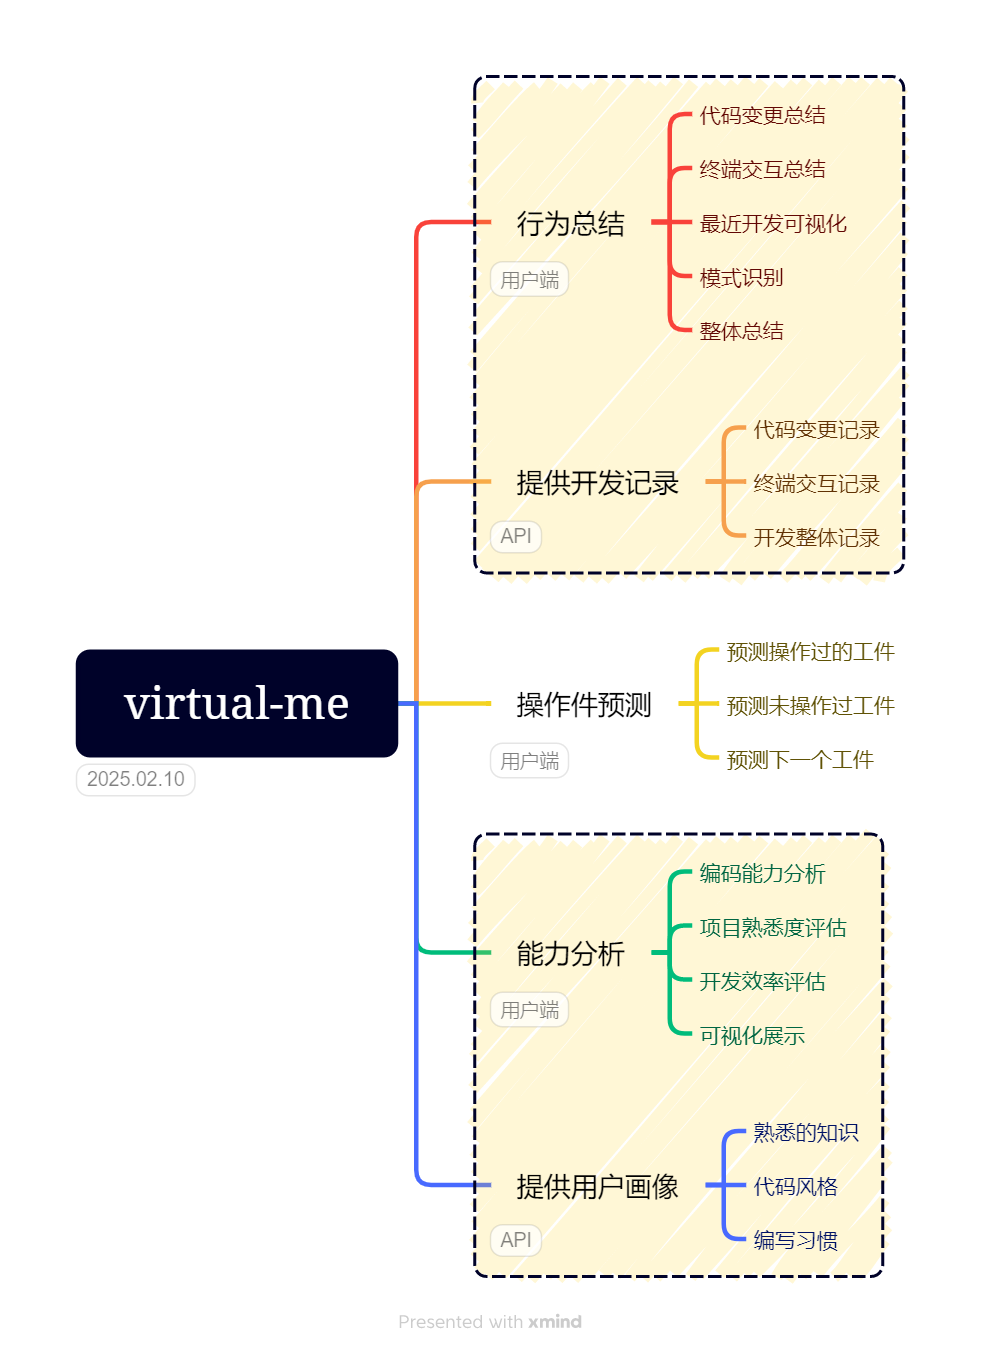 代码变更总结
终端交互总结
行为总结
最近开发可视化
用户端
模式识别
整体总结
代码变更记录
提供开发记录
终端交互记录
API
开发整体记录
virtual-me
2025.02.10
预测操作过的工件
操作件预测
预测未操作过工件
用户端
预测下一个工件
编码能力分析
项目熟悉度评估
能力分析
开发效率评估
用户端
可视化展示
熟悉的知识
提供用户画像
代码风格
API
编写习惯
Presented with xmind